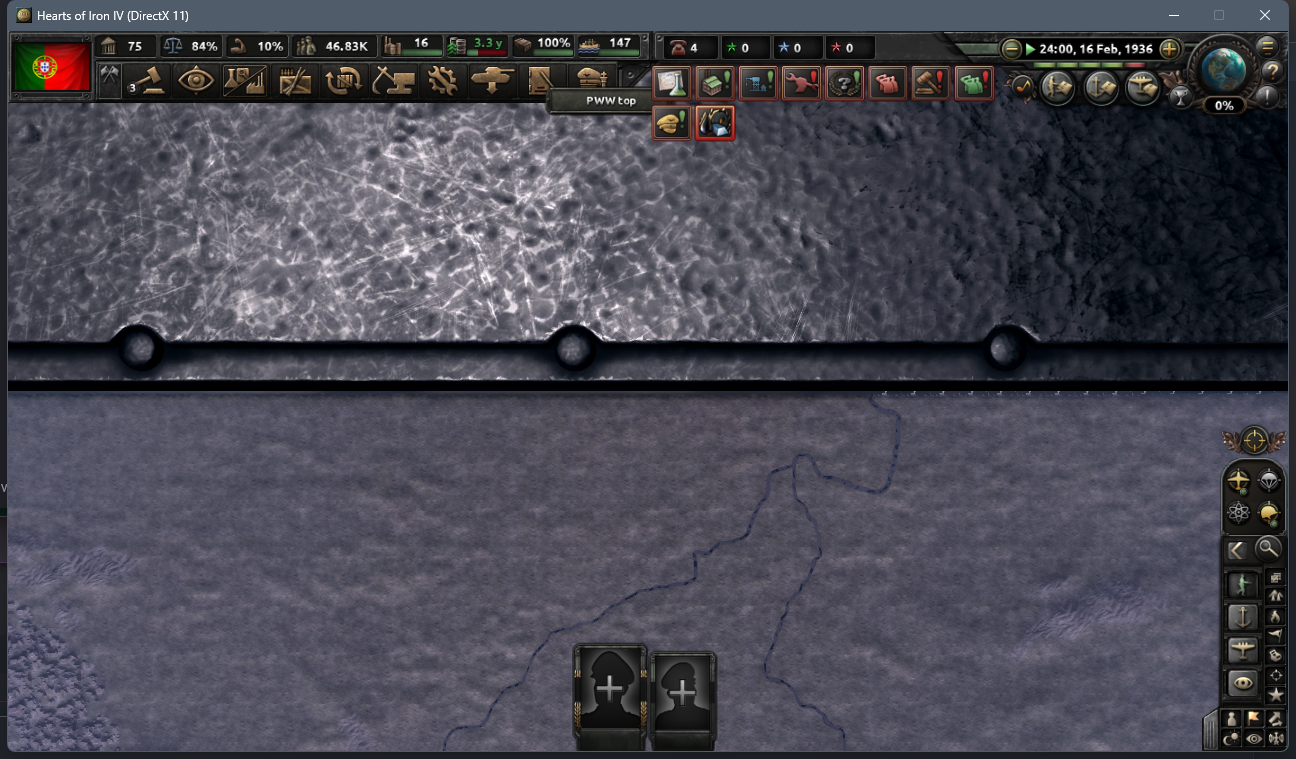 Hearts of Iron IV (DirectX 11)
75 84% 10% 46.83K 16 3.3 y 100% 147 4 0 0 0 24:00, 16 Feb, 1936
3
PWW top
0%